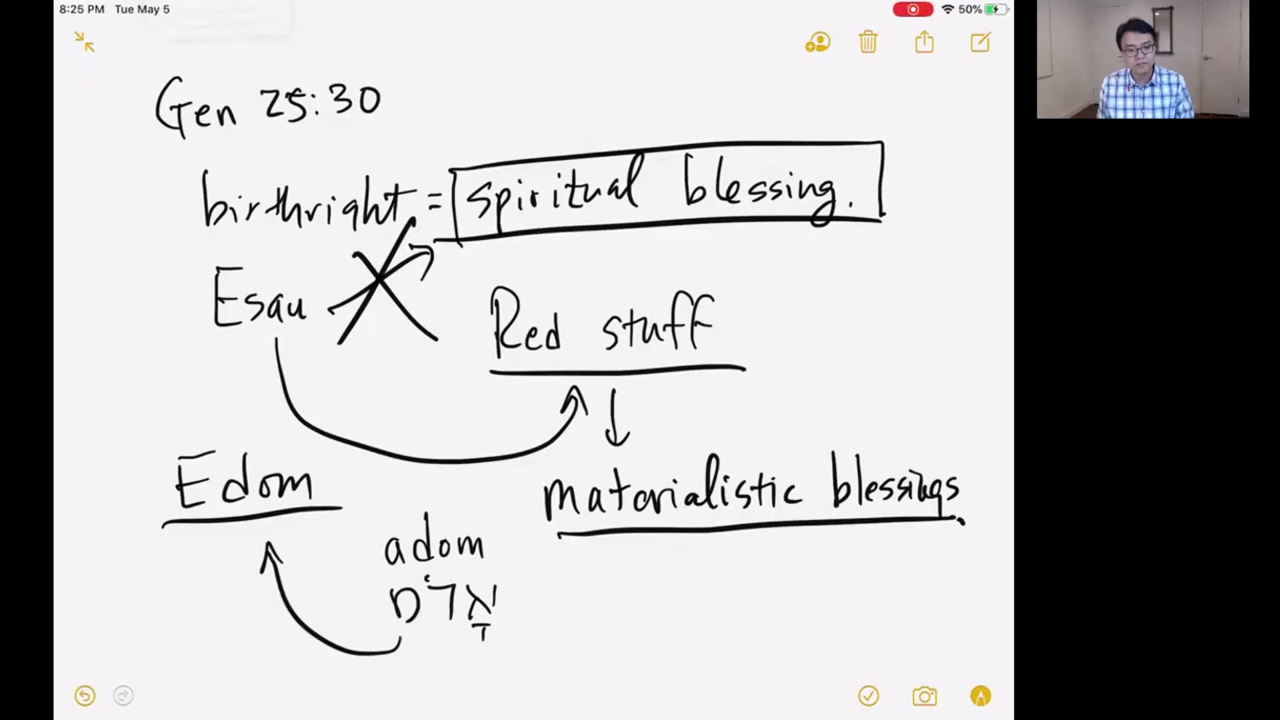 8:25 PM Tue May 5
50%
Gen 25:30
birthright = spiritual blessing.
Esau
Red stuff
Edom
materialistic blessings
adom
אָדֹם